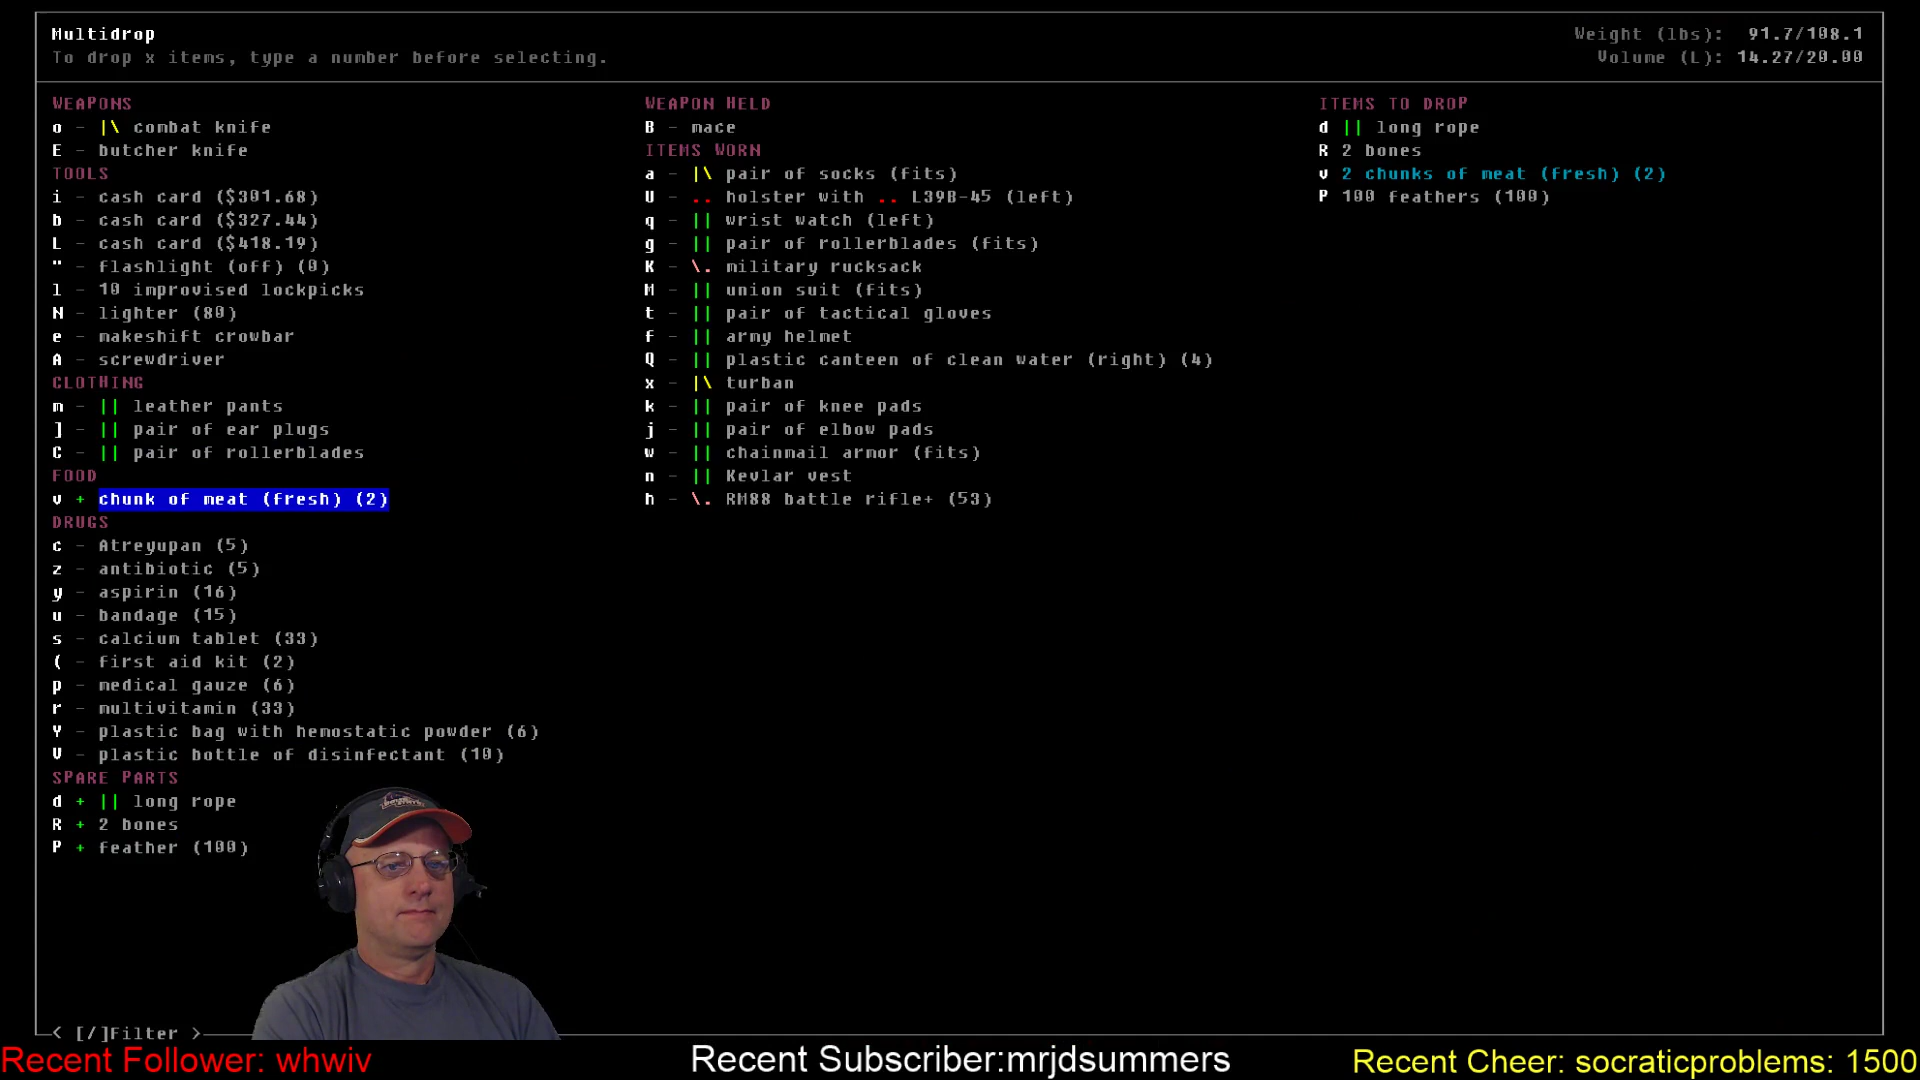 Multidrop
To drop x items, type a number before selecting.
Weight (lbs): 91.7/108.1
Volume (L): 14.27/20.00
WEAPONS
o - |\ combat knife
E - butcher knife
TOOLS
i - cash card ($301.68)
b - cash card ($327.44)
L - cash card ($418.19)
" - flashlight (off) (0)
l - 10 improvised lockpicks
N - lighter (80)
e - makeshift crowbar
A - screwdriver
CLOTHING
m - || leather pants
] - || pair of ear plugs
C - || pair of rollerblades
FOOD
v + chunk of meat (fresh) (2)
DRUGS
c - Atreyupan (5)
z - antibiotic (5)
y - aspirin (16)
u - bandage (15)
s - calcium tablet (33)
( - first aid kit (2)
p - medical gauze (6)
r - multivitamin (33)
Y - plastic bag with hemostatic powder (6)
V - plastic bottle of disinfectant (10)
SPARE PARTS
d + || long rope
R + 2 bones
P + feather (100)
WEAPON HELD
B - mace
ITEMS WORN
a - |\ pair of socks (fits)
U - .. holster with .. L39B-45 (left)
q - || wrist watch (left)
g - || pair of rollerblades (fits)
K - \. military rucksack
M - || union suit (fits)
t - || pair of tactical gloves
f - || army helmet
Q - || plastic canteen of clean water (right) (4)
x - |\ turban
k - || pair of knee pads
j - || pair of elbow pads
w - || chainmail armor (fits)
n - || Kevlar vest
h - \. RM88 battle rifle+ (53)
ITEMS TO DROP
d || long rope
R 2 bones
v 2 chunks of meat (fresh) (2)
P 100 feathers (100)
< [/]Filter >
Recent Follower: whwiv
Recent Subscriber:mrjdsummers
Recent Cheer: socraticproblems: 1500